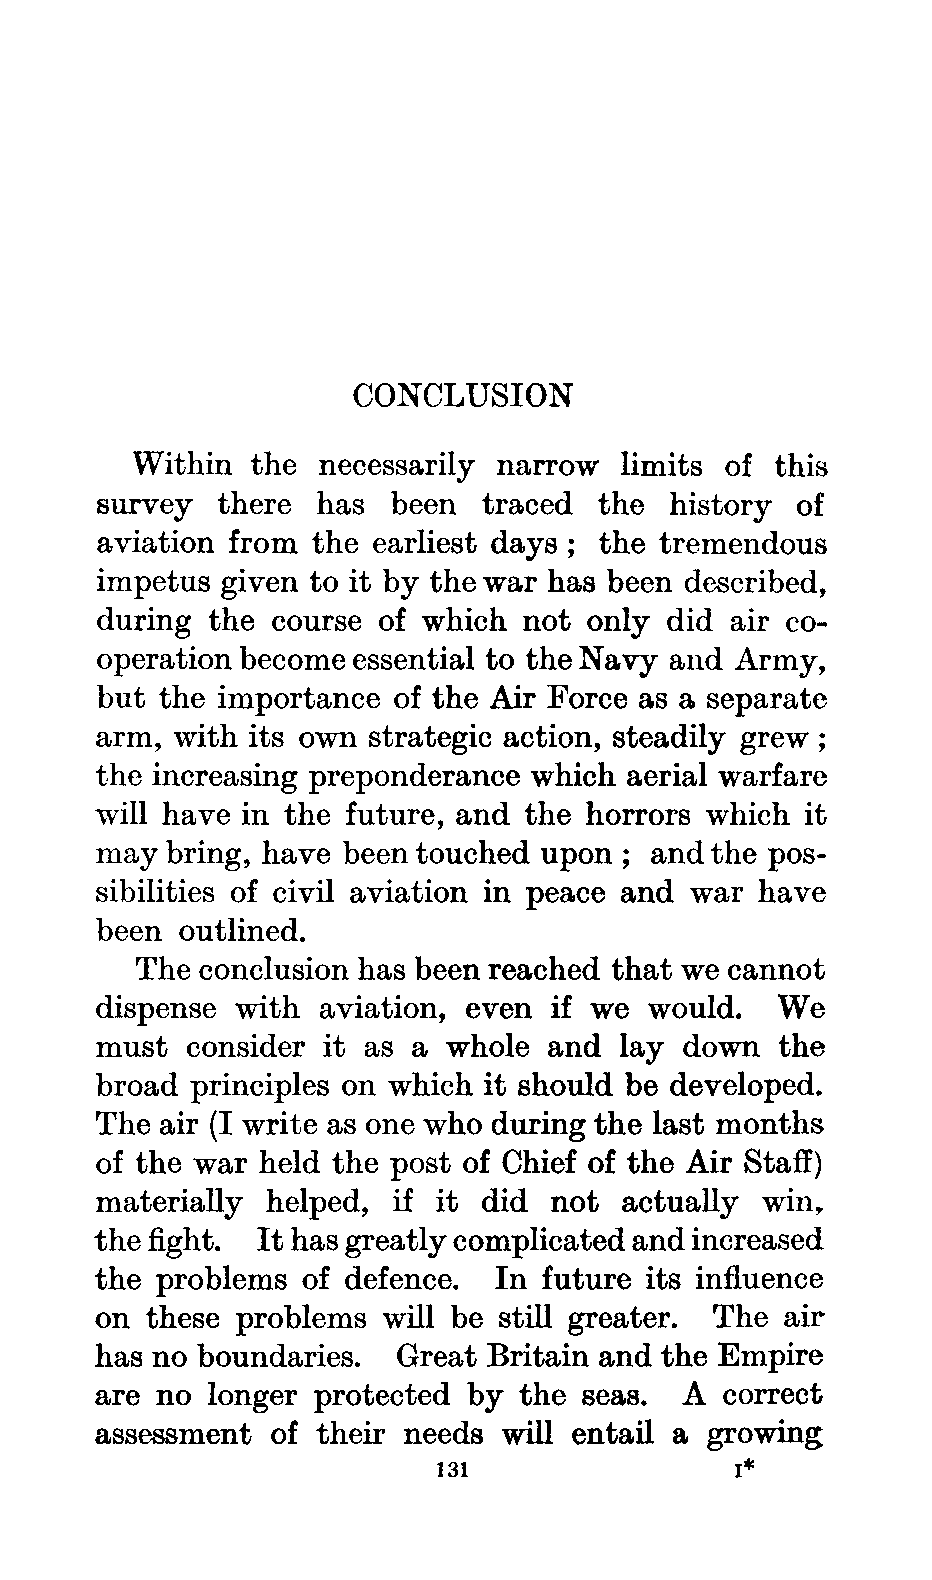 CONCLUSION
Within the necessarily narrow limits of this
survey there has been traced the history of
aviation from the earliest days ; the tremendous
impetus given to it by the war has been described,
during the course of which not only did air co-
operation become essential to the Navy and Army,
but the importance of the Air Force as a separate
arm, with its own strategic action, steadily grew ;
the increasing preponderance which aerial warfare
will have in the future, and the horrors which it
may bring, have been touched upon ; and the pos-
sibilities of civil aviation in peace and war have
been outlined.
The conclusion has been reached that we cannot
dispense with aviation, even if we would. We
must consider it as a whole and lay down the
broad principles on which it should be developed.
The air (I write as one who during the last months
of the war held the post of Chief of the Air Staff)
materially helped, if it did not actually win,
the fight. It has greatly complicated and increased
the problems of defence. In future its influence
on these problems will be still greater. The air
has no boundaries. Great Britain and the Empire
are no longer protected by the seas. A correct
assessment of their needs will entail a growing
131 I*